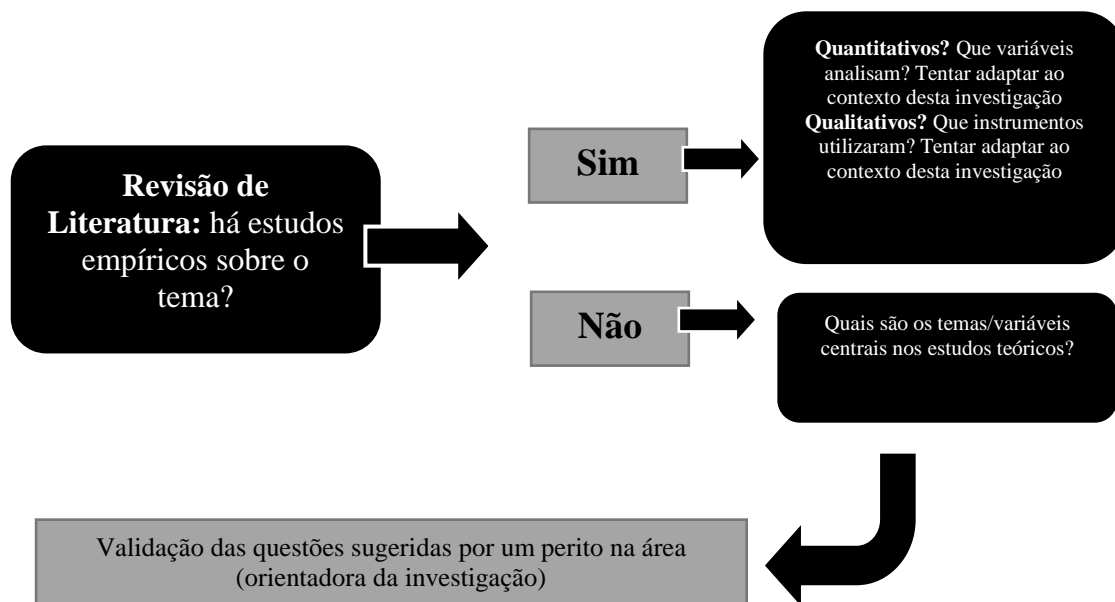 Revisão de
Literatura: há estudos
empíricos sobre o
tema?
Sim
Quantitativos? Que variáveis
analisam? Tentar adaptar ao
contexto desta investigação
Qualitativos? Que instrumentos
utilizaram? Tentar adaptar ao
contexto desta investigação
Não
Quais são os temas/variáveis
centrais nos estudos teóricos?
Validação das questões sugeridas por um perito na área
(orientadora da investigação)